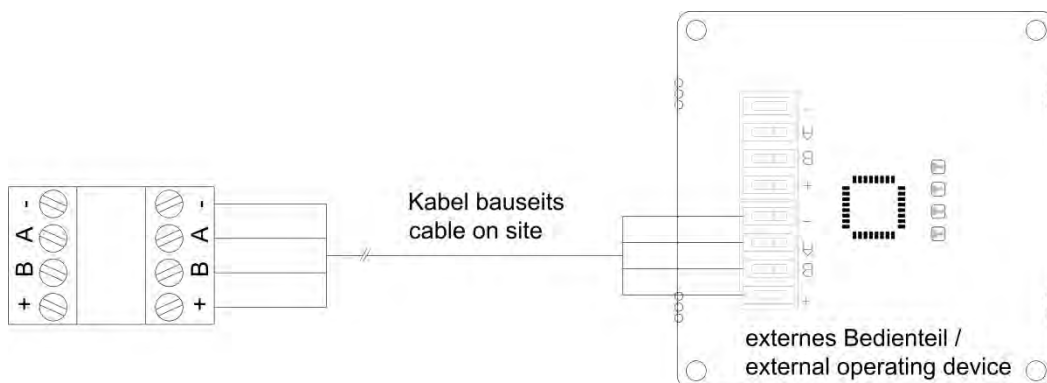 -
A
B
+
-
A
B
+
Kabel bauseits
cable on site
-
A
B
+
-
A
B
+
externes Bedienteil /
external operating device